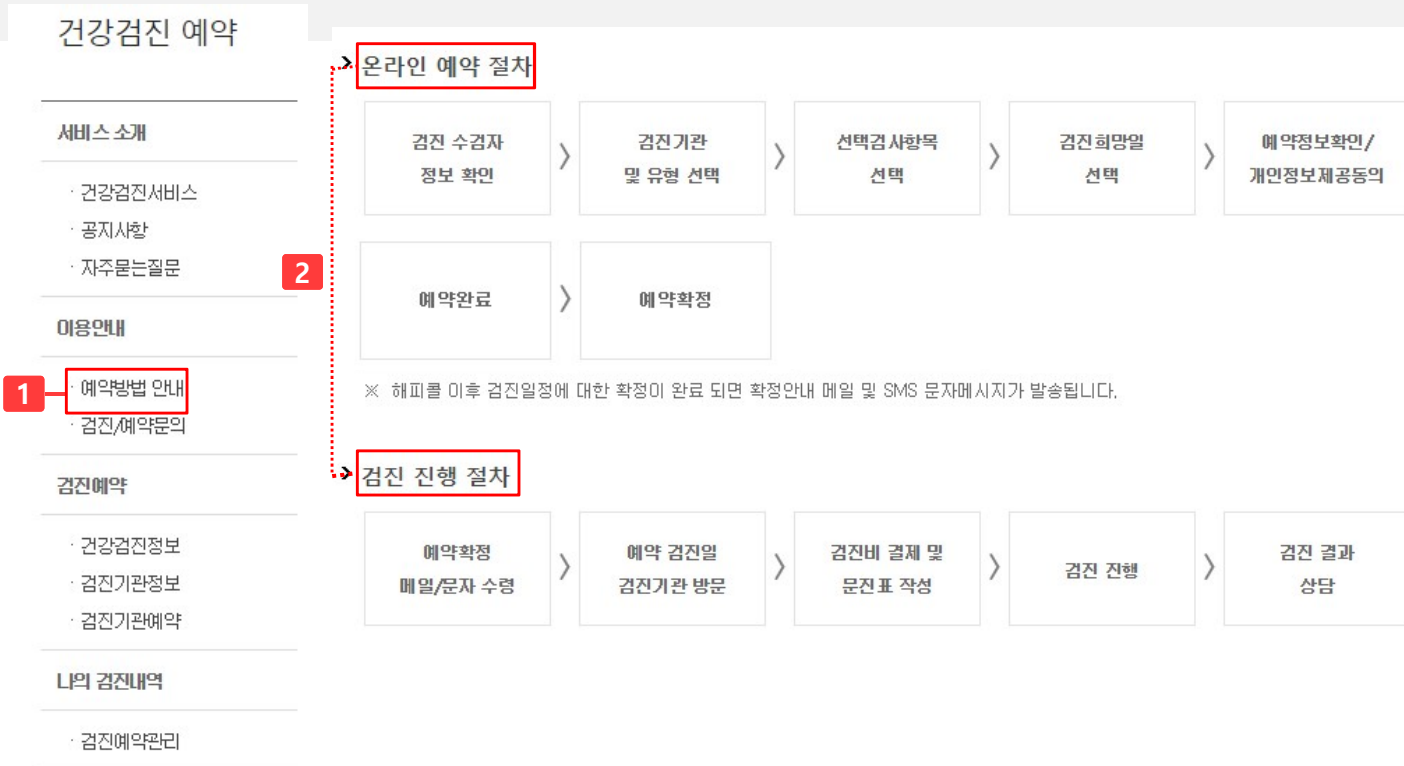 건강검진 예약
서비스 소개
· 건강검진서비스
· 공지사항
· 자주묻는질문
이용안내
1
· 예약방법 안내
· 검진/예약문의
검진예약
· 건강검진정보
· 검진기관정보
· 검진기관예약
나의 검진내역
· 검진예약관리
2
온라인 예약 절차
검진 수검자
정보 확인
검진기관
및 유형 선택
선택검사항목
선택
검진희망일
선택
예약정보확인/
개인정보제공동의
예약완료
예약확정
※ 해피콜 이후 검진일정에 대한 확정이 완료 되면 확정안내 메일 및 SMS 문자메시지가 발송됩니다.
검진 진행 절차
예약확정
메일/문자 수령
예약 검진일
검진기관 방문
검진비 결제 및
문진표 작성
검진 진행
검진 결과
상담